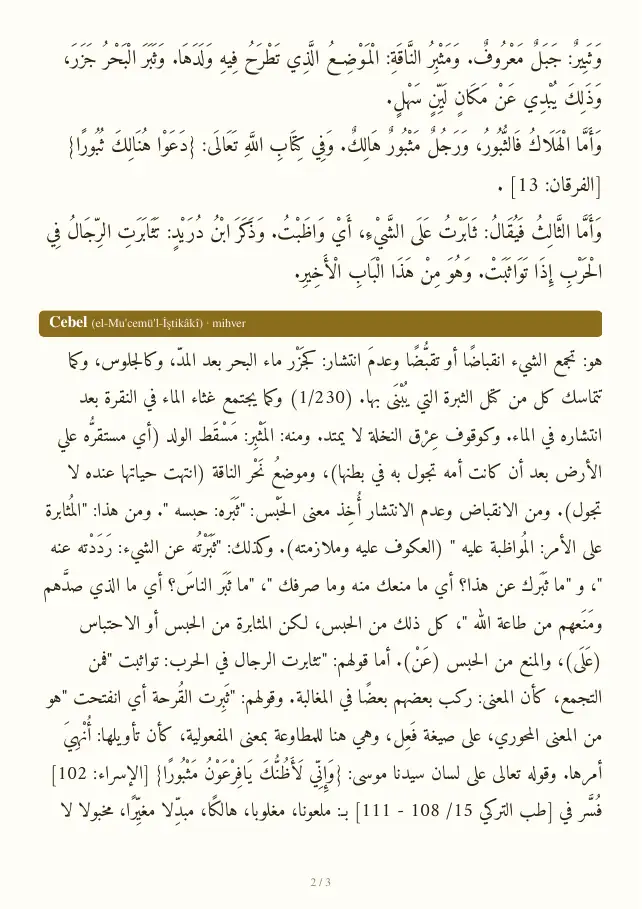 وَثَبِيرٌ: جَبَلٌ مَعْرُوفٌ. وَمَثْبِرُ النَّاقَةِ: الْمَوْضِعُ الَّذِي تَطْرَحُ فِيهِ وَلَدَهَا. وَثَبَرَ الْبَحْرُ جَزَرَ،
وَذَلِكَ يُبْدِي عَنْ مَكَانٍ لَيِّنٍ سَهْلٍ.
وَأَمَّا الْهَلَاكُ فَالثُّبُورُ، وَرَجُلٌ مَثْبُورٌ هَالِكٌ. وَفِي كِتَابِ اللَّهِ تَعَالَى: {دَعَوْا هُنَالِكَ ثُبُورًا}
[الفرقان: 13] .
وَأَمَّا الثَّالِثُ فَيُقَالُ: ثَابَرْتُ عَلَى الشَّيْءِ، أَيْ وَاظَبْتُ. وَذَكَرَ ابْنُ دُرَيْدٍ: تَثَابَرَتِ الرِّجَالُ فِي
الْحَرْبِ إِذَا تَوَاثَبَتْ. وَهُوَ مِنْ هَذَا الْبَابِ الْأَخِيرِ.
Cebel (el-Mu'cemü'l-İştikâkî) · mihver
هو: تجمع الشيء انقباضًا أو تقبُّضًا وعدمَ انتشار: كجَزْر ماء البحر بعد المدّ، وكالجلوس، وكما
تتماسك كل من كتل الثبرة التي يُبْنَى بها. (1/230) وكما يجتمع غثاء الماء في النقرة بعد
انتشاره في الماء. وكوقوف عِرْق النخلة لا يمتد. ومنه: المَثْبِر: مَسْقَط الولد (أي مستقرُّه علي
الأرض بعد أن كانت أمه تجول به في بطنها)، وموضعُ نَحْر الناقة (انتهت حياتها عنده لا
تجول). ومن الانقباض وعدم الانتشار أُخِذ معنى الحَبْس: "ثَبَره: حبسه ". ومن هذا: "المُثابرة
على الأمر: المُواظبة عليه " (العكوف عليه وملازمته). وكذلك: "ثَبَرْتُه عن الشيء: رَدَدْته عنه
"، و "ما ثَبَرك عن هذا؟ أي ما منعك منه وما صرفك "، "ما ثَبَر الناسَ؟ أي ما الذي صدَّهم
ومَنَعهم من طاعة الله "، كل ذلك من الحبس، لكن المثابرة من الحبس أو الاحتباس
(عَلَى)، والمنع من الحبس (عَنْ). أما قولهم: "تثابرت الرجال في الحرب: تواثبت "فمن
التجمع، كأن المعنى: ركب بعضهم بعضًا في المغالبة. وقولهم: "ثَبِرت القُرحة أي انفتحت "هو
من المعنى المحوري، على صيغة فَعِل، وهي هنا للمطاوعة بمعنى المفعولية، كأن تأويلها: أُنْهِيَ
أمرها. وقوله تعالى على لسان سيدنا موسى: {وَإِنِّي لَأَظُنُّكَ يَافِرْعَوْنُ مَثْبُورًا} [الإسراء: 102]
فُسَّر في [طب التركي 15/ 108 - 111] بـ: ملعونا، مغلوبا، هالكًا، مبدِّلا مغيِّرًا، مخبولا لا
2 / 3